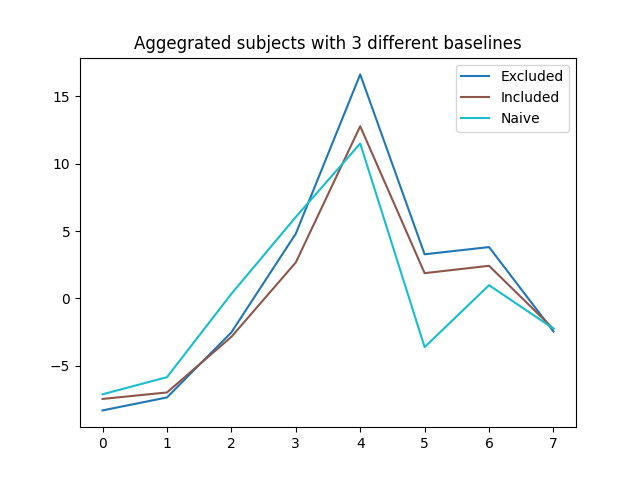 Aggegrated subjects with 3 different baselines
Excluded
Included
Naive
15
10
5
0
−5
0 1 2 3 4 5 6 7